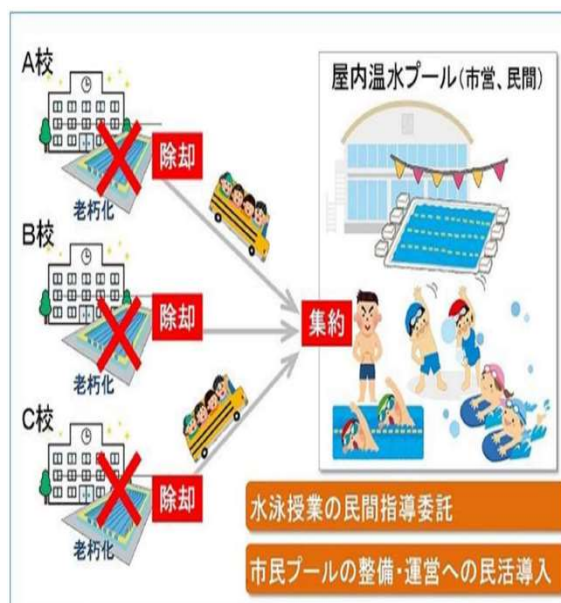 A校
除却
老朽化
B校
除却
老朽化
C校
除却
老朽化
集約
屋内温水プール(市営、民間)
水泳授業の民間指導委託
市民プールの整備・運営への民活導入